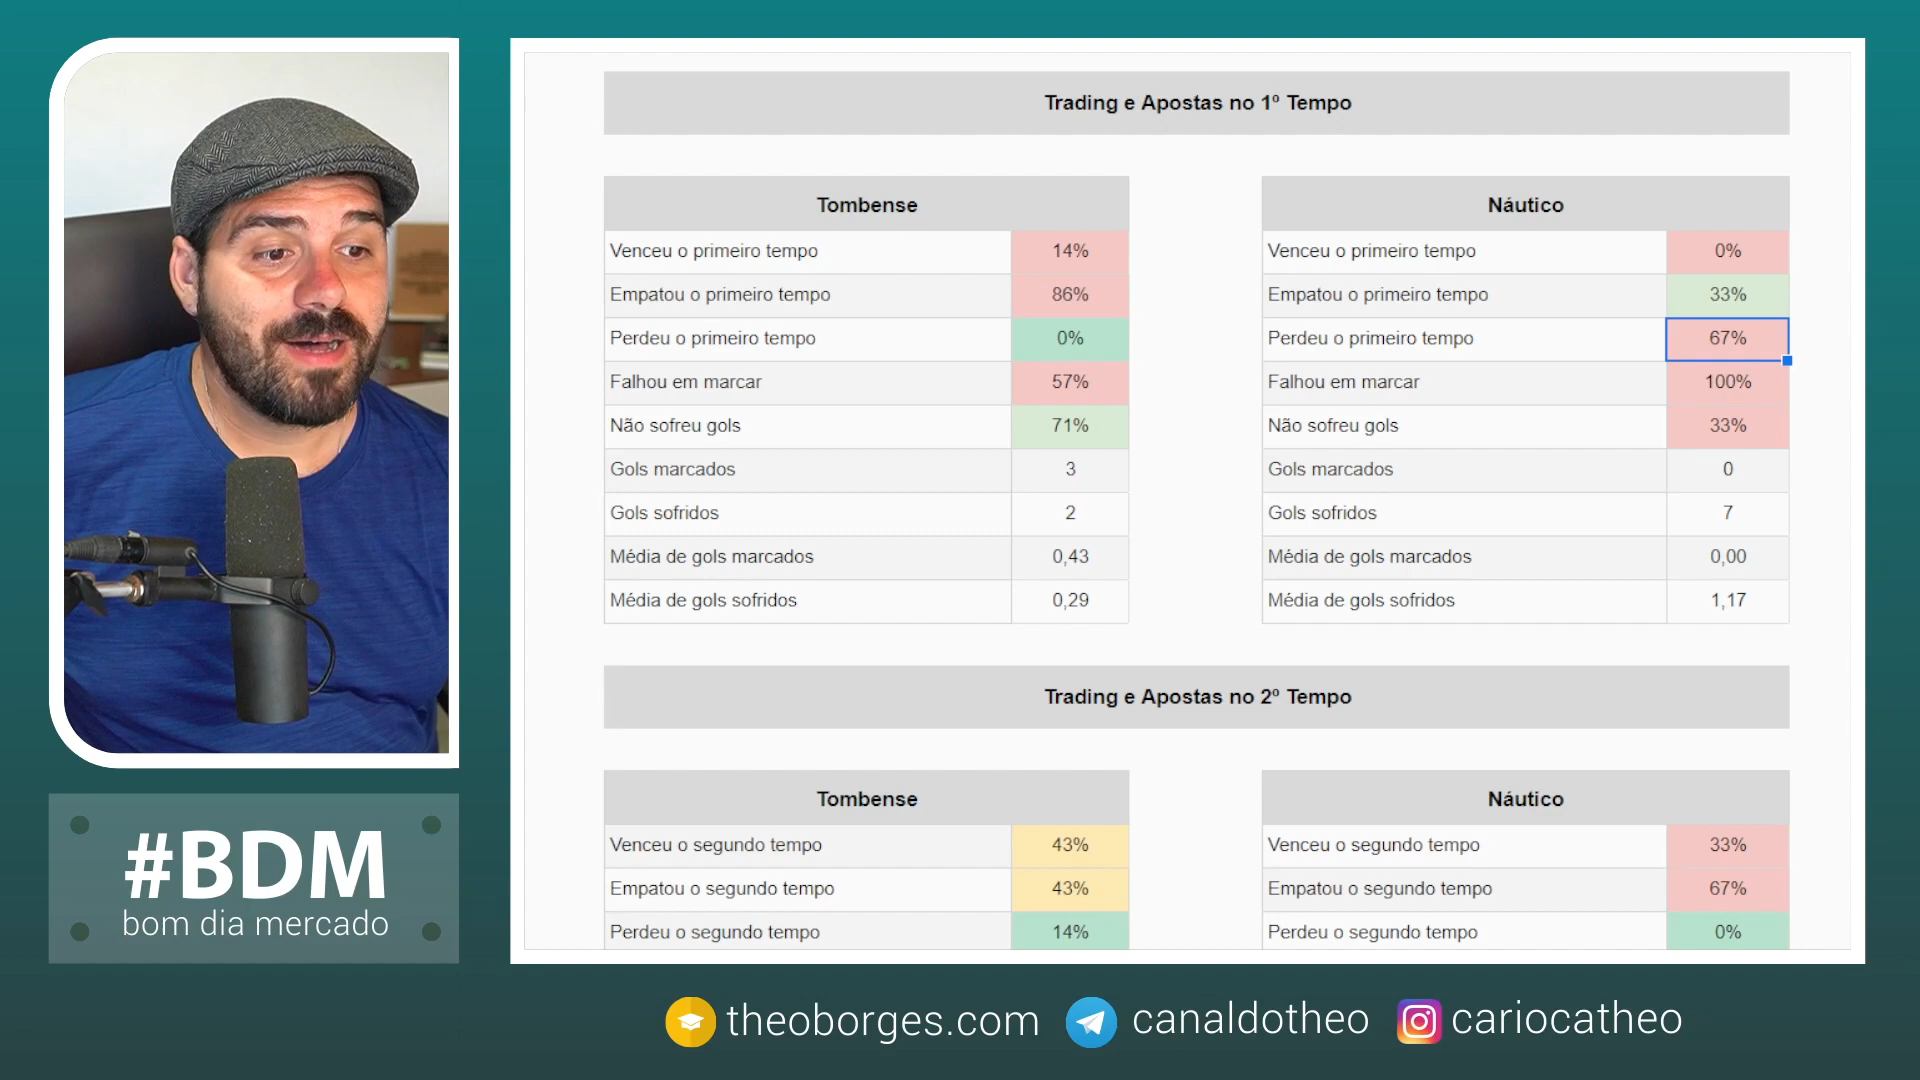 Trading e Apostas no 1º Tempo
Tombense
Venceu o primeiro tempo 14%
Empatou o primeiro tempo 86%
Perdeu o primeiro tempo 0%
Falhou em marcar 57%
Não sofreu gols 71%
Gols marcados 3
Gols sofridos 2
Média de gols marcados 0,43
Média de gols sofridos 0,29
Náutico
Venceu o primeiro tempo 0%
Empatou o primeiro tempo 33%
Perdeu o primeiro tempo 67%
Falhou em marcar 100%
Não sofreu gols 33%
Gols marcados 0
Gols sofridos 7
Média de gols marcados 0,00
Média de gols sofridos 1,17
Trading e Apostas no 2º Tempo
Tombense
Venceu o segundo tempo 43%
Empatou o segundo tempo 43%
Perdeu o segundo tempo 14%
Náutico
Venceu o segundo tempo 33%
Empatou o segundo tempo 67%
Perdeu o segundo tempo 0%
#BDM
bom dia mercado
theoborges.com canaldotheo cariocatheo